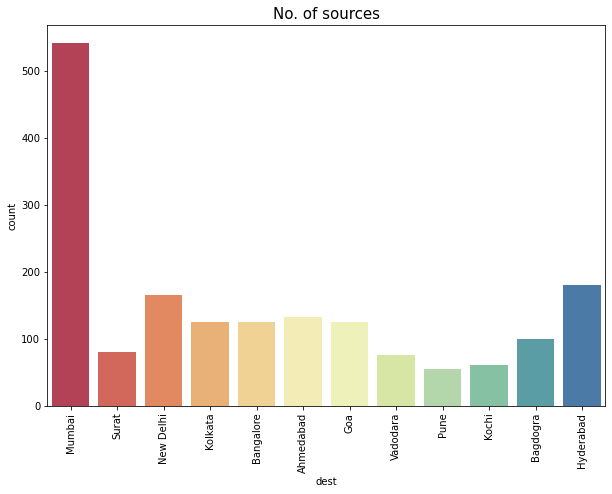 No. of sources
count
500
400
300
200
100
0
Mumbai
Surat
New Delhi
Kolkata
Bangalore
Ahmedabad
Goa
Vadodara
Pune
Kochi
Bagdogra
Hyderabad
dest